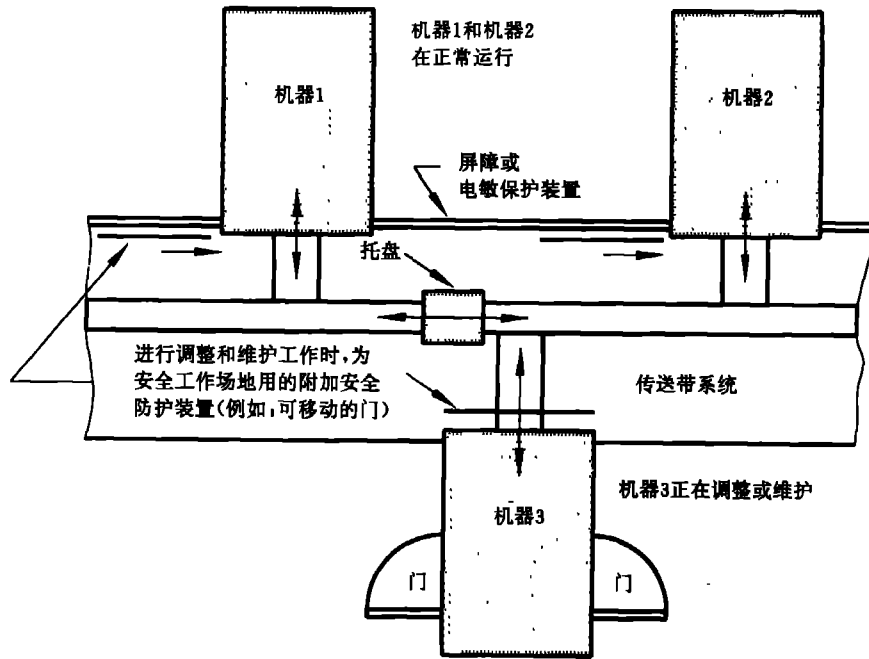 机器1和机器2
在正常运行
机器1
机器2
屏障或
电敏保护装置
托盘
进行调整和维护工作时,为
安全工作场地用的附加安全
防护装置(例如,可移动的门)
传送带系统
机器3正在调整或维护
机器3
门
门